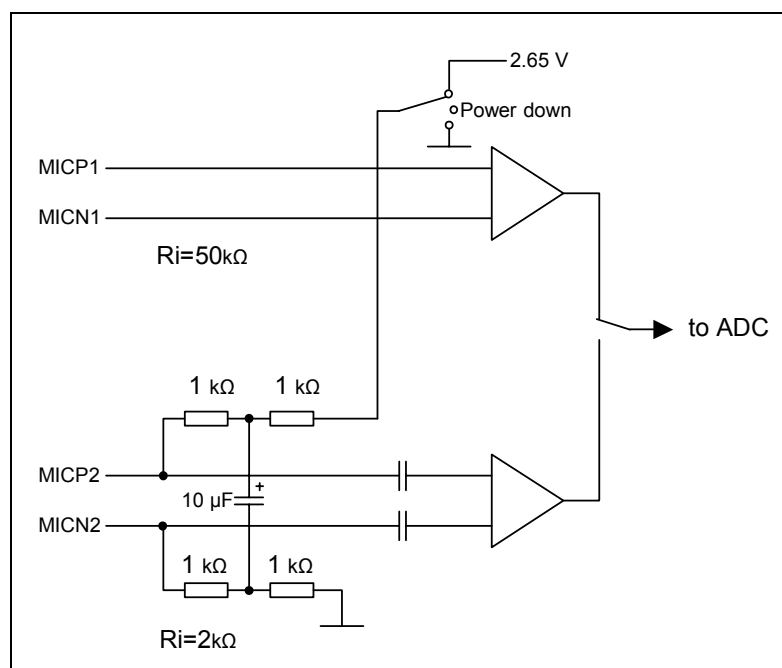 2.65 V
Power down
MICP1
MICN1
Ri=50kΩ
to ADC
1 kΩ
1 kΩ
MICP2
+
10 µF
MICN2
1 kΩ
1 kΩ
Ri=2kΩ